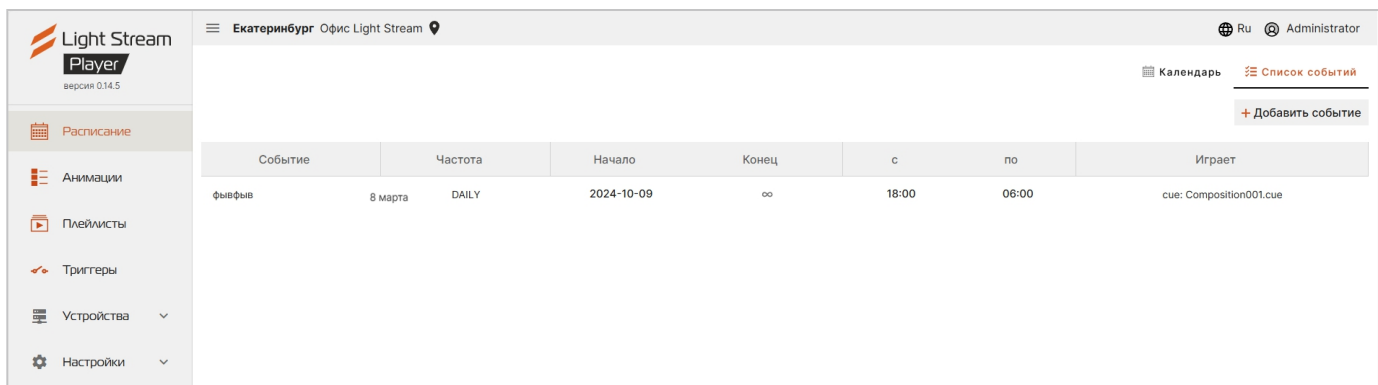 Light Stream
Player
версия 0.14.5
Екатеринбург Офис Light Stream
Ru Administrator
Календарь Список событий
+ Добавить событие
Расписание
Анимации
Плейлисты
Триггеры
Устройства
Настройки
Событие Частота Начало Конец с по Играет
фывфыв 8 марта DAILY 2024-10-09 ∞ 18:00 06:00 cue: Composition001.cue